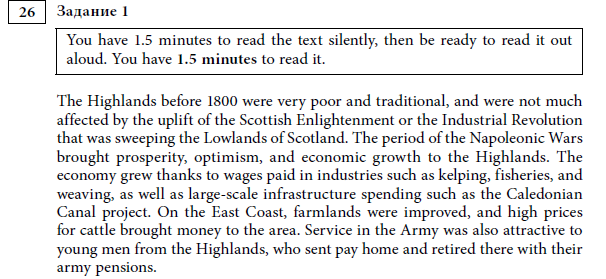 26 Задание 1
You have 1.5 minutes to read the text silently, then be ready to read it out
aloud. You have 1.5 minutes to read it.
The Highlands before 1800 were very poor and traditional, and were not much
affected by the uplift of the Scottish Enlightenment or the Industrial Revolution
that was sweeping the Lowlands of Scotland. The period of the Napoleonic Wars
brought prosperity, optimism, and economic growth to the Highlands. The
economy grew thanks to wages paid in industries such as kelping, fisheries, and
weaving, as well as large-scale infrastructure spending such as the Caledonian
Canal project. On the East Coast, farmlands were improved, and high prices
for cattle brought money to the area. Service in the Army was also attractive to
young men from the Highlands, who sent pay home and retired there with their
army pensions.